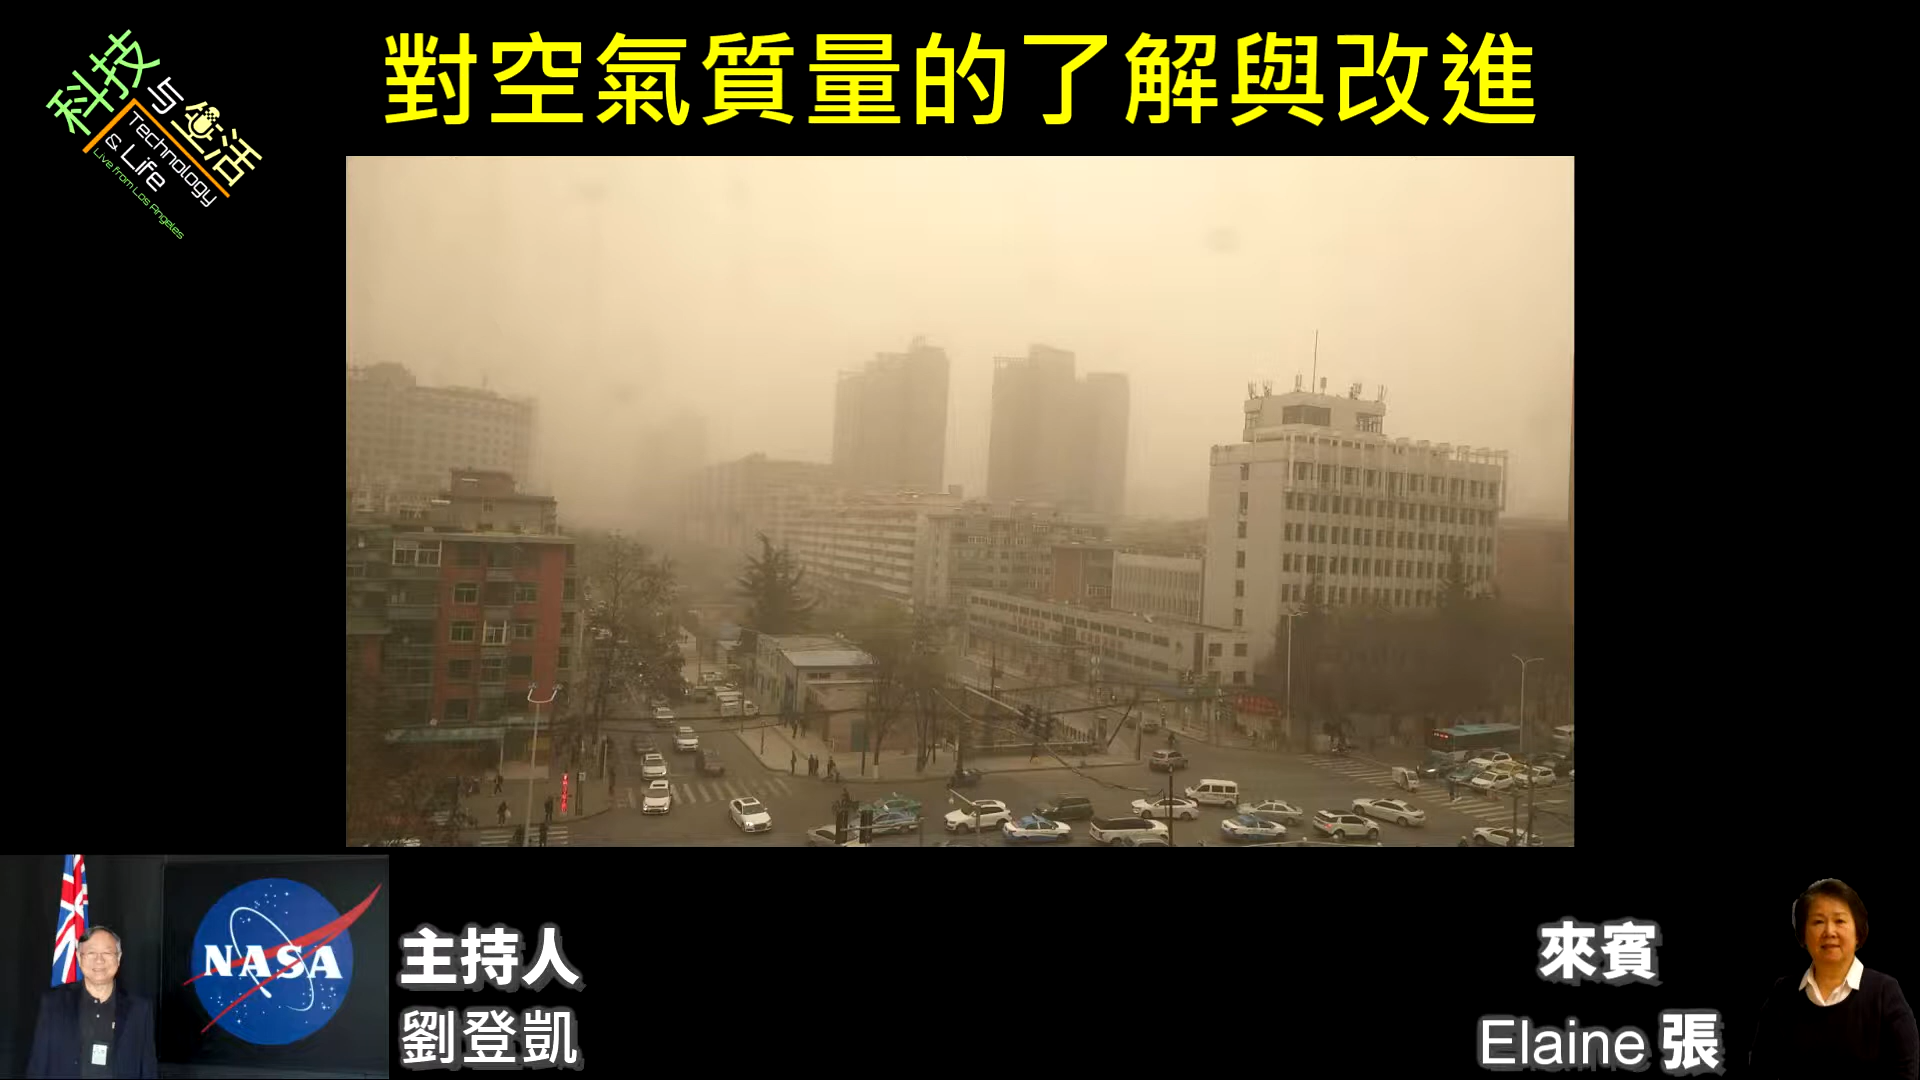 對空氣質量的了解與改進
科技与生活
Technology
& Life
Live from Los Angeles
NASA
主持人
劉登凱
來賓
Elaine 張